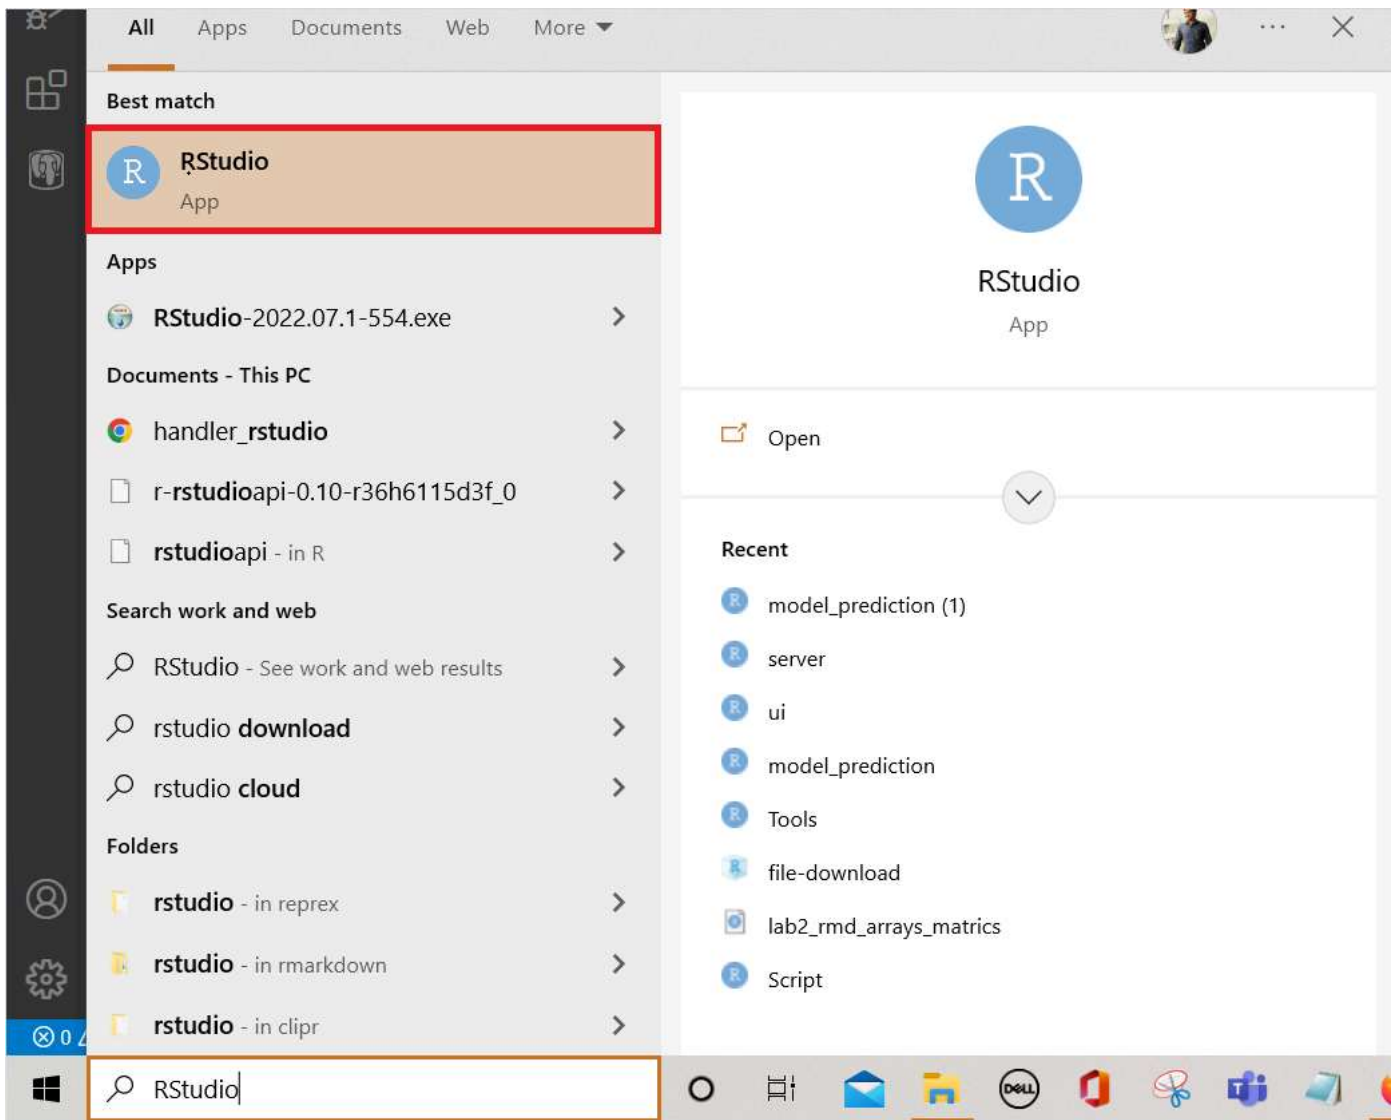 All Apps Documents Web More
Best match
RStudio
App
Apps
RStudio-2022.07.1-554.exe
Documents - This PC
handler_rstudio
r-rstudioapi-0.10-r36h6115d3f_0
rstudioapi - in R
Search work and web
RStudio - See work and web results
rstudio download
rstudio cloud
Folders
rstudio - in reprex
rstudio - in rmarkdown
rstudio - in clipr
0
RStudio
R
RStudio
App
Open
Recent
model_prediction (1)
server
ui
model_prediction
Tools
file-download
lab2_rmd_arrays_matrics
Script
DELL